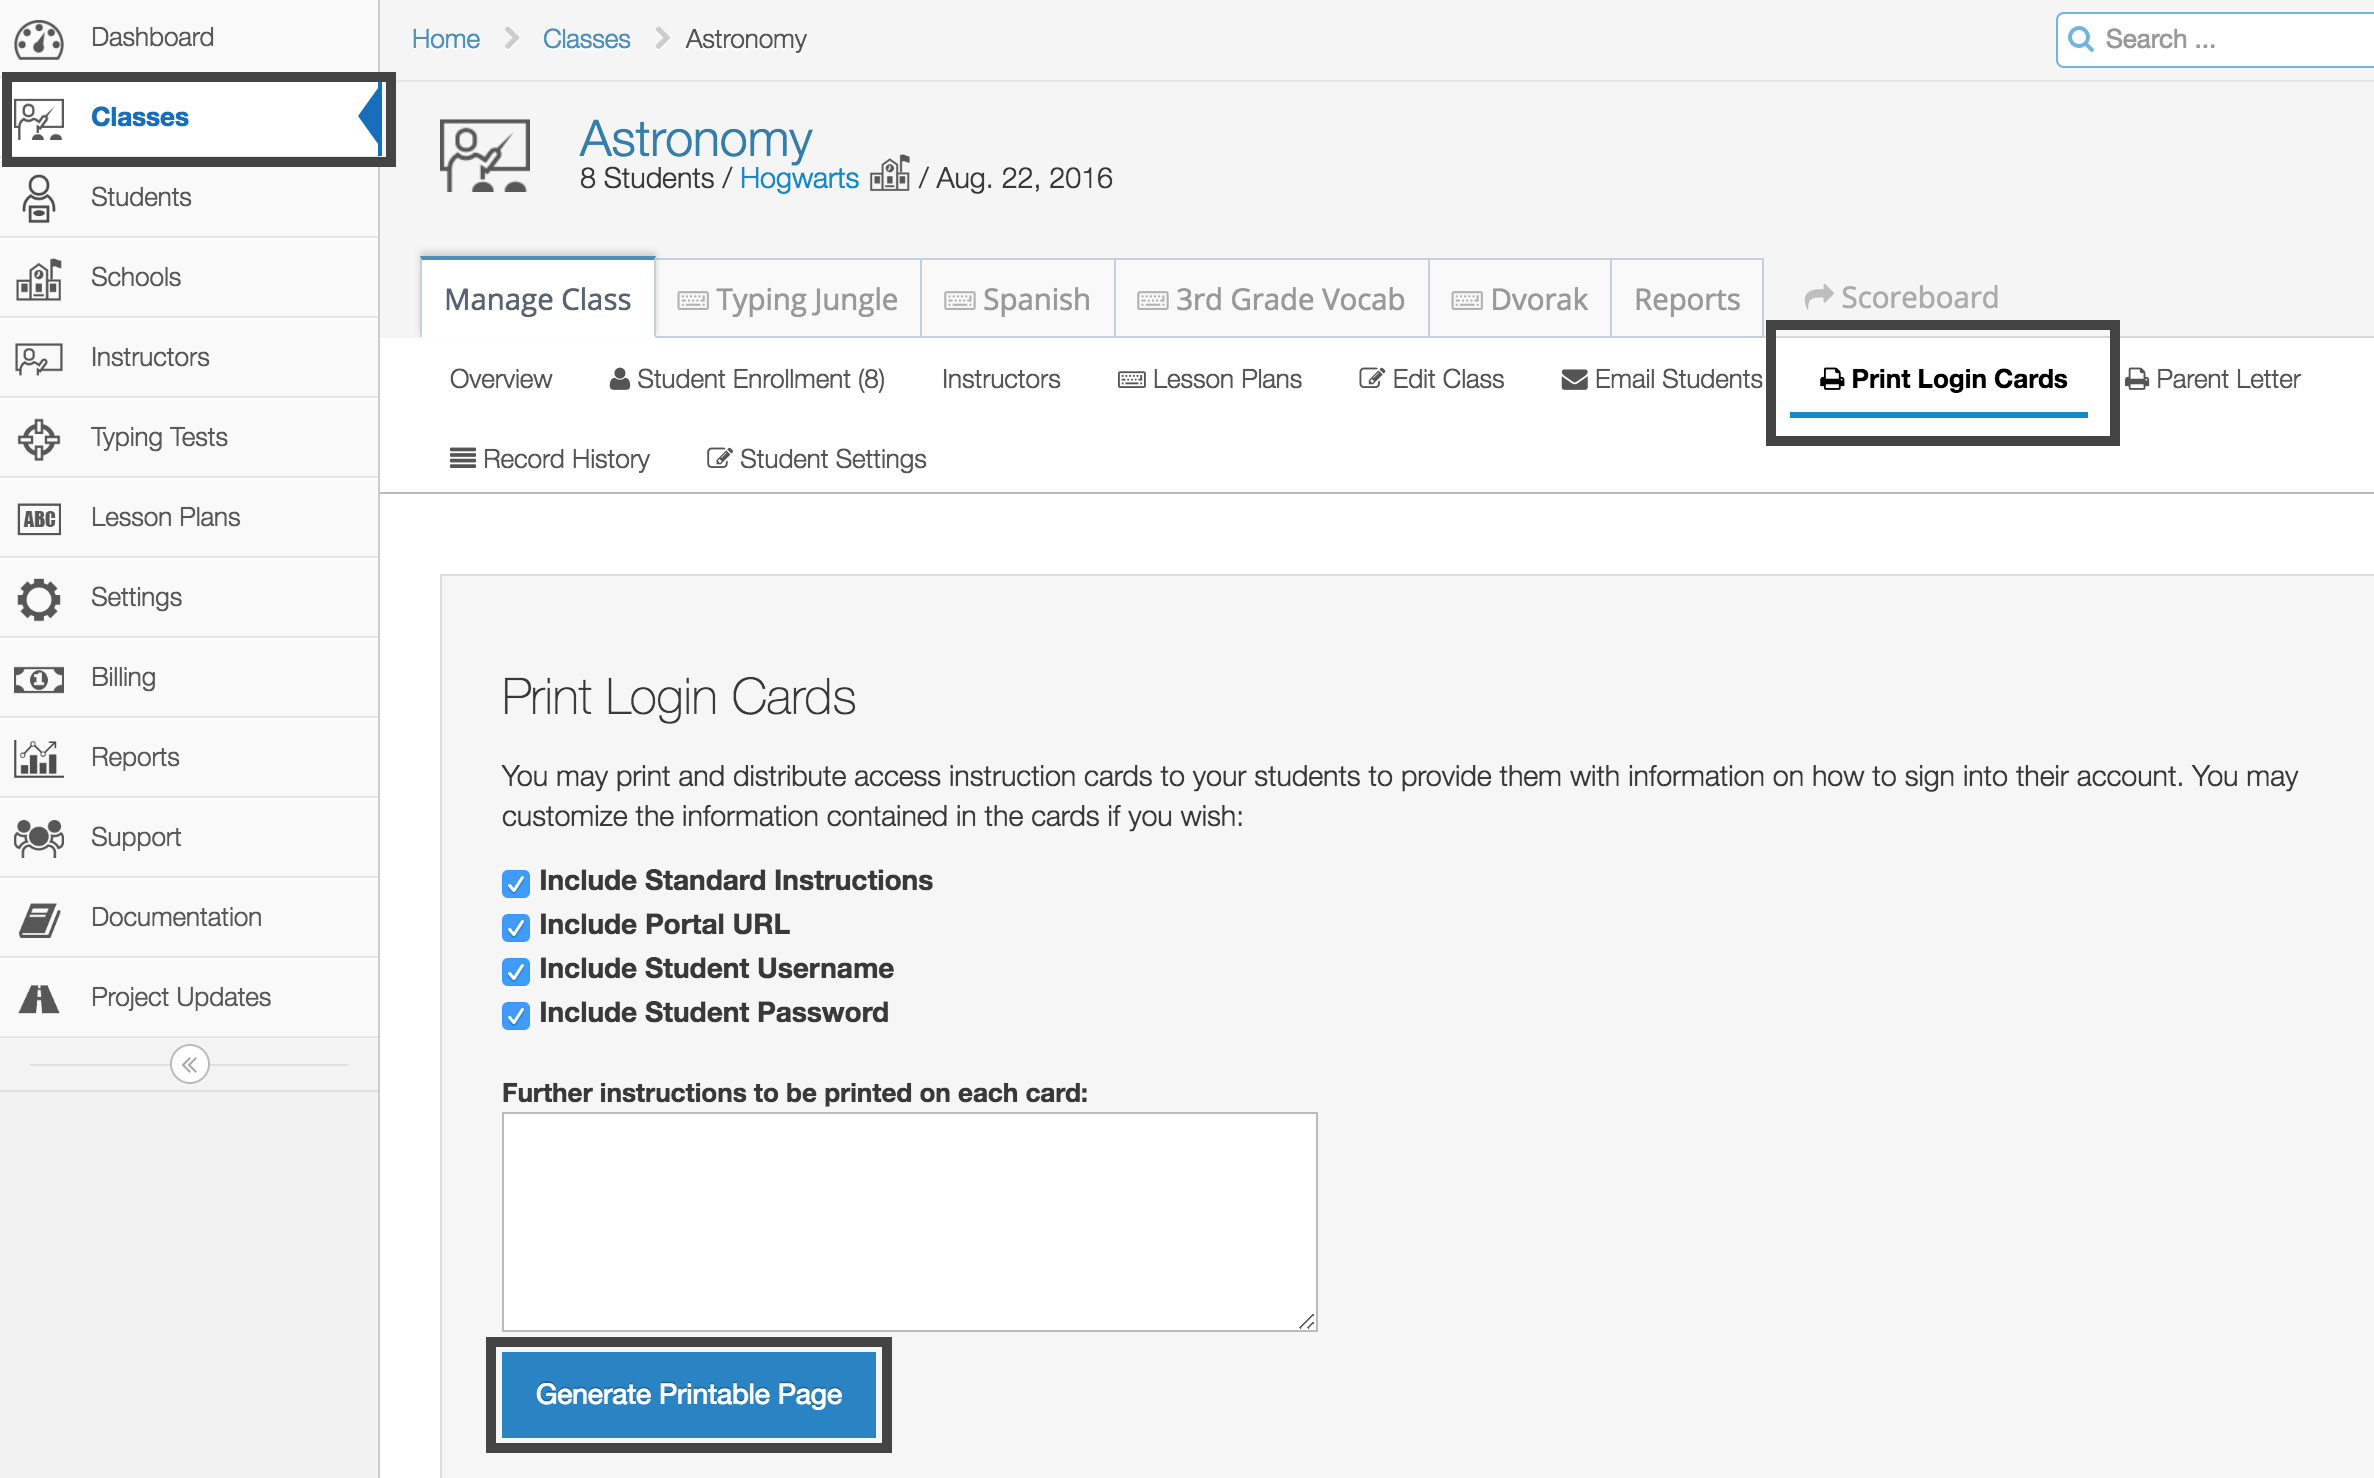 Dashboard
Classes
Students
Schools
Instructors
Typing Tests
ABC
Lesson Plans
Settings
1
Billing
Reports
Support
Documentation
Project Updates
Home
Classes
Astronomy
Search ...
Astronomy
8 Students / Hogwarts / Aug. 22, 2016
Manage Class
Typing Jungle
Spanish
3rd Grade Vocab
Dvorak
Reports
Scoreboard
Overview
Student Enrollment (8)
Instructors
Lesson Plans
Edit Class
Email Students
Print Login Cards
Parent Letter
Record History
Student Settings
Print Login Cards
You may print and distribute access instruction cards to your students to provide them with information on how to sign into their account. You may
customize the information contained in the cards if you wish:
Include Standard Instructions
Include Portal URL
Include Student Username
Include Student Password
Further instructions to be printed on each card:
Generate Printable Page